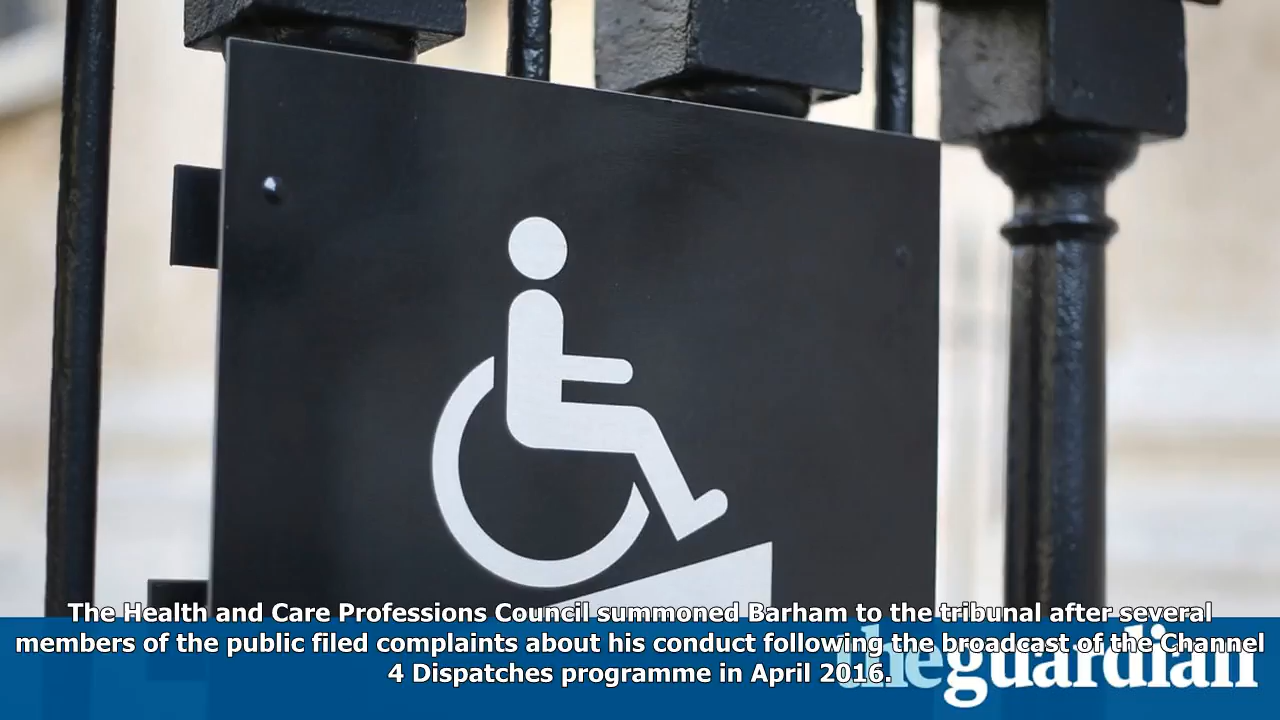 The Health and Care Professions Council summoned Barham to the tribunal after several
members of the public filed complaints about his conduct following the broadcast of the Channel
4 Dispatches programme in April 2016.
theguardian